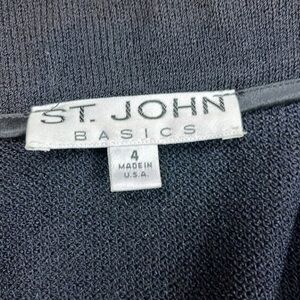 ST. JOHN
BASICS
4
MADE IN
U.S.A.